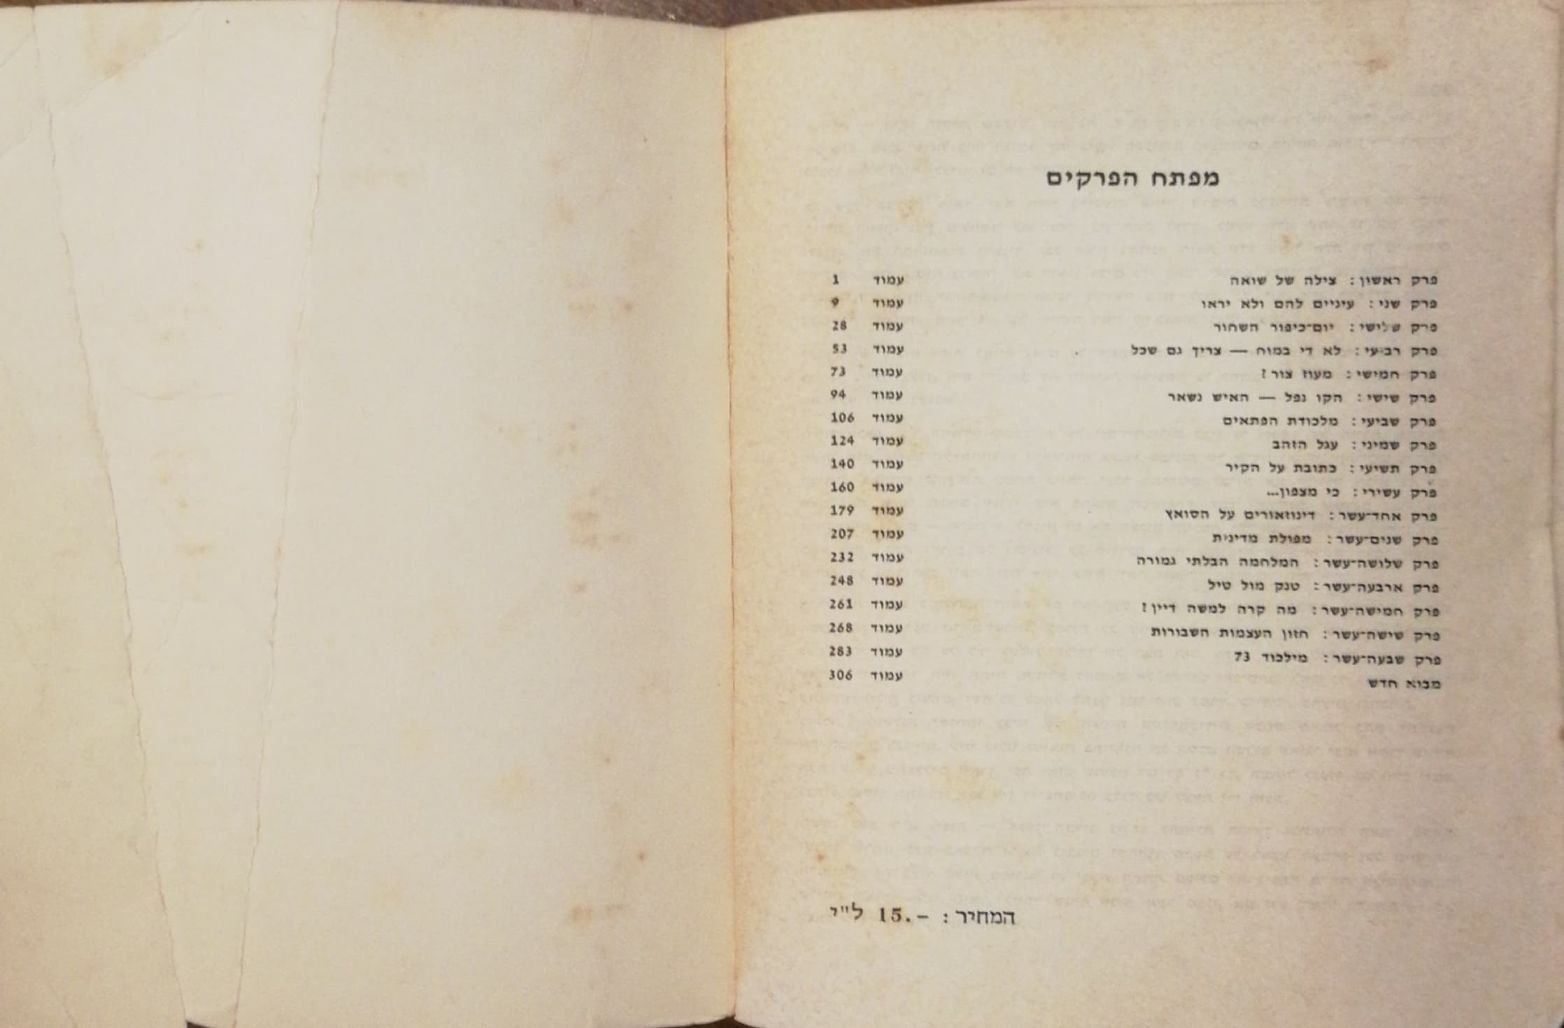 מפתח הפרקים
פרק ראשון: צילה של שואה עמוד 1
פרק שני: עיניים להם ולא יראו עמוד 9
פרק שלישי: יום־כיפור השחור עמוד 28
פרק רביעי: לא די במוח — צריך גם שכל עמוד 53
פרק חמישי: מעוז צור? עמוד 73
פרק שישי: הקו נפל — האיש נשאר עמוד 94
פרק שביעי: מלכודת הפתאים עמוד 106
פרק שמיני: עגל הזהב עמוד 124
פרק תשיעי: כתובת על הקיר עמוד 140
פרק עשירי: כי מצפון... עמוד 160
פרק אחד־עשר: דינוזאורים על הסואץ עמוד 179
פרק שנים־עשר: מפולת מדינית עמוד 207
פרק שלושה־עשר: המלחמה הבלתי גמורה עמוד 232
פרק ארבעה־עשר: טנק מול טיל עמוד 248
פרק חמישה־עשר: מה קרה למשה דיין? עמוד 261
פרק שישה־עשר: חזון העצמות השבורות עמוד 268
פרק שבעה־עשר: מילכוד 73 עמוד 283
מבוא חדש עמוד 306
המחיר: –.15 ל"י